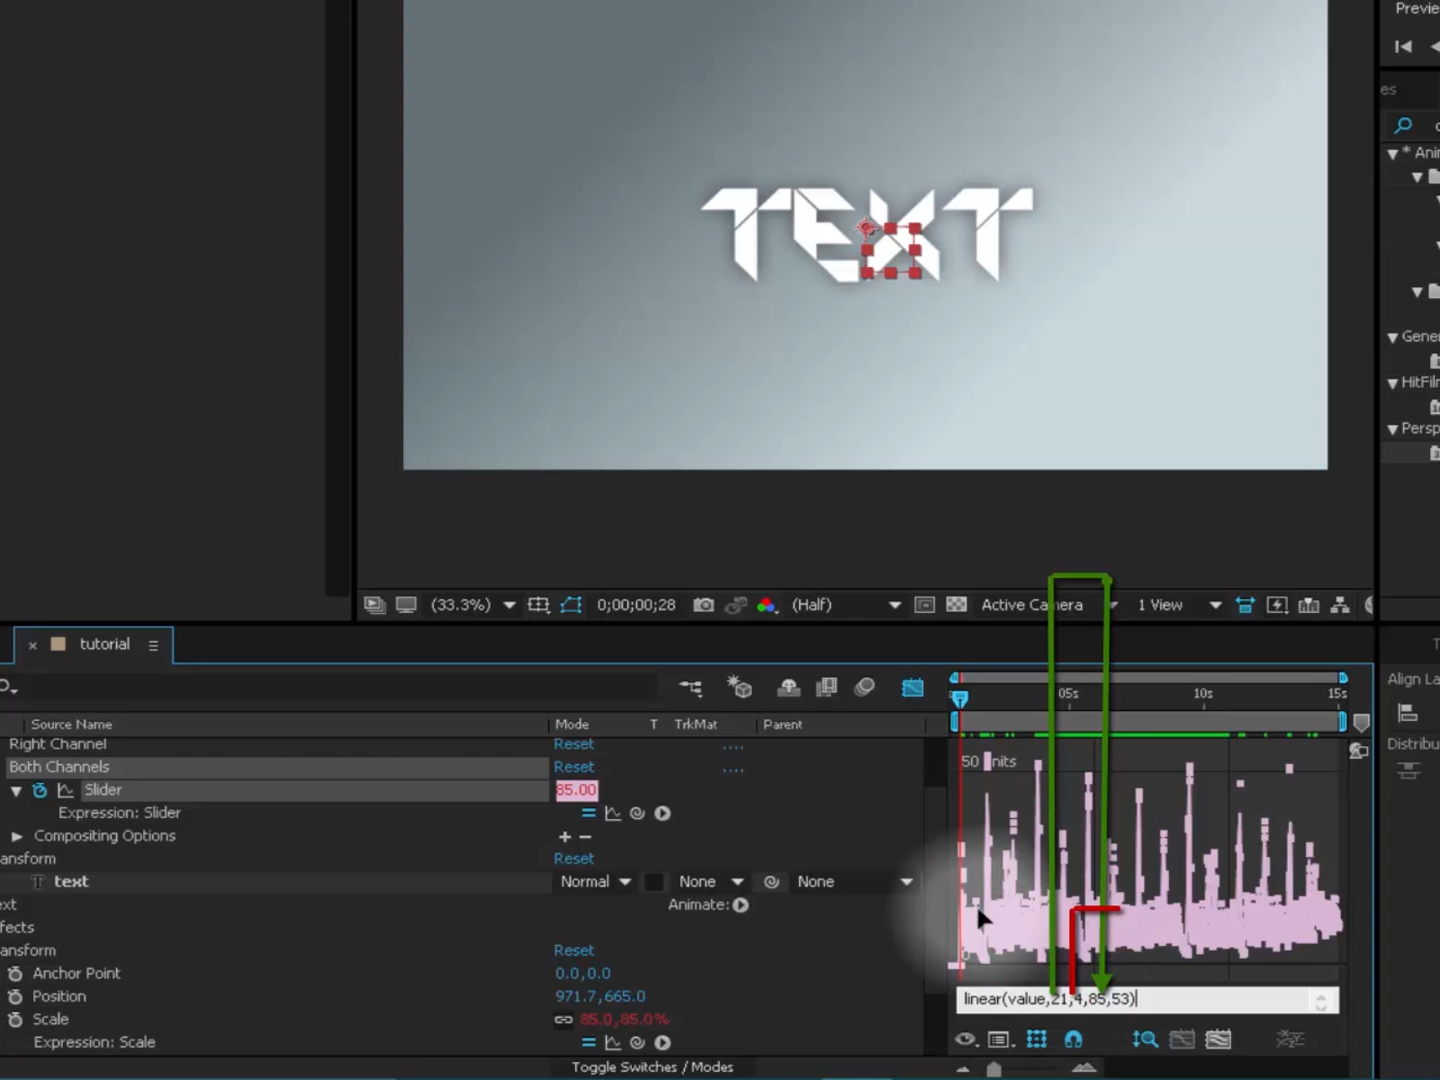 Previe
es
* Anir
TEXT
Gener
HitFiln
Persp
(33.3%)
0;00;00;28
(Half)
Active Camera
1 View
tutorial
05s
10s
15s
Align La
Source Name
Mode
T
TrkMat
Parent
Right Channel
Reset
Both Channels
Reset
Distribu
50
nits
Slider
85.00
Expression: Slider
Compositing Options
+ −
ansform
Reset
T text
Normal
None
None
ext
Animate:
fects
ansform
Reset
Anchor Point
0.0,0.0
Position
971.7,665.0
linear(value,21,4,85,53)
Scale
85.0,85.0%
Expression: Scale
Toggle Switches / Modes